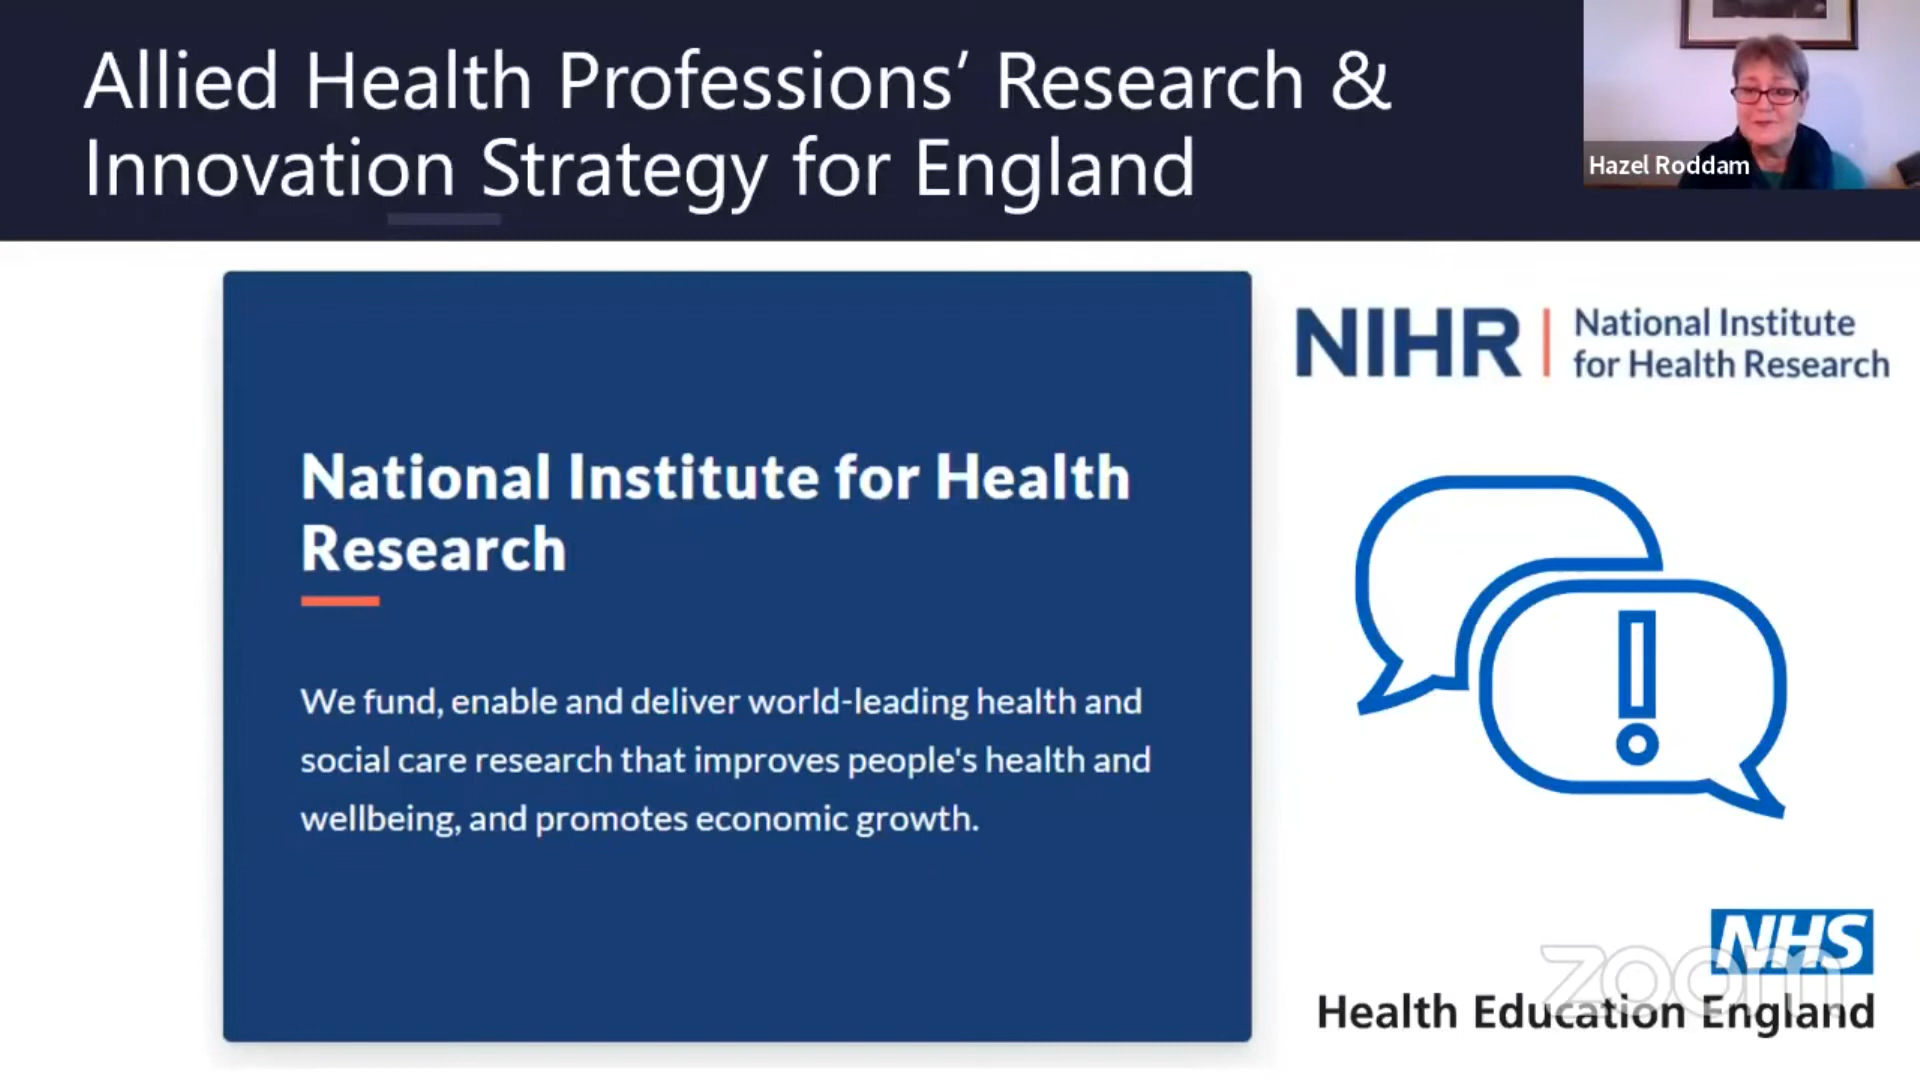 Allied Health Professions’ Research &
Innovation Strategy for England
Hazel Roddam
NIHR | National Institute
for Health Research
National Institute for Health
Research
We fund, enable and deliver world-leading health and
social care research that improves people's health and
wellbeing, and promotes economic growth.
!
NHS
zoom
Health Education England